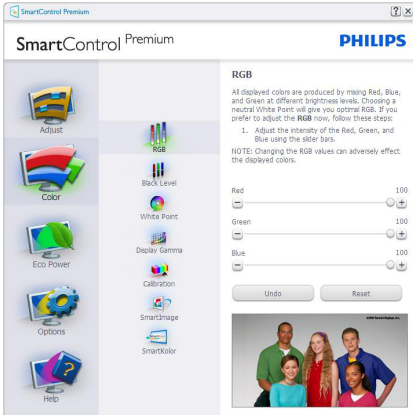 SmartControl Premium
SmartControl Premium
PHILIPS
Adjust
Color
Eco Power
Options
Help
RGB
Black Level
White Point
Display Gamma
Calibration
SmartImage
SmartKolor
RGB
All displayed colors are produced by mixing Red, Blue,
and Green at different brightness levels. Choosing a
neutral White Point will give you optimal RGB. If you
prefer to adjust the RGB now, follow these steps:
1. Adjust the intensity of the Red, Green, and
Blue using the slider bars.
NOTE: Changing the RGB values can adversely effect
the displayed colors.
Red 100
Green 100
Blue 100
Undo Reset